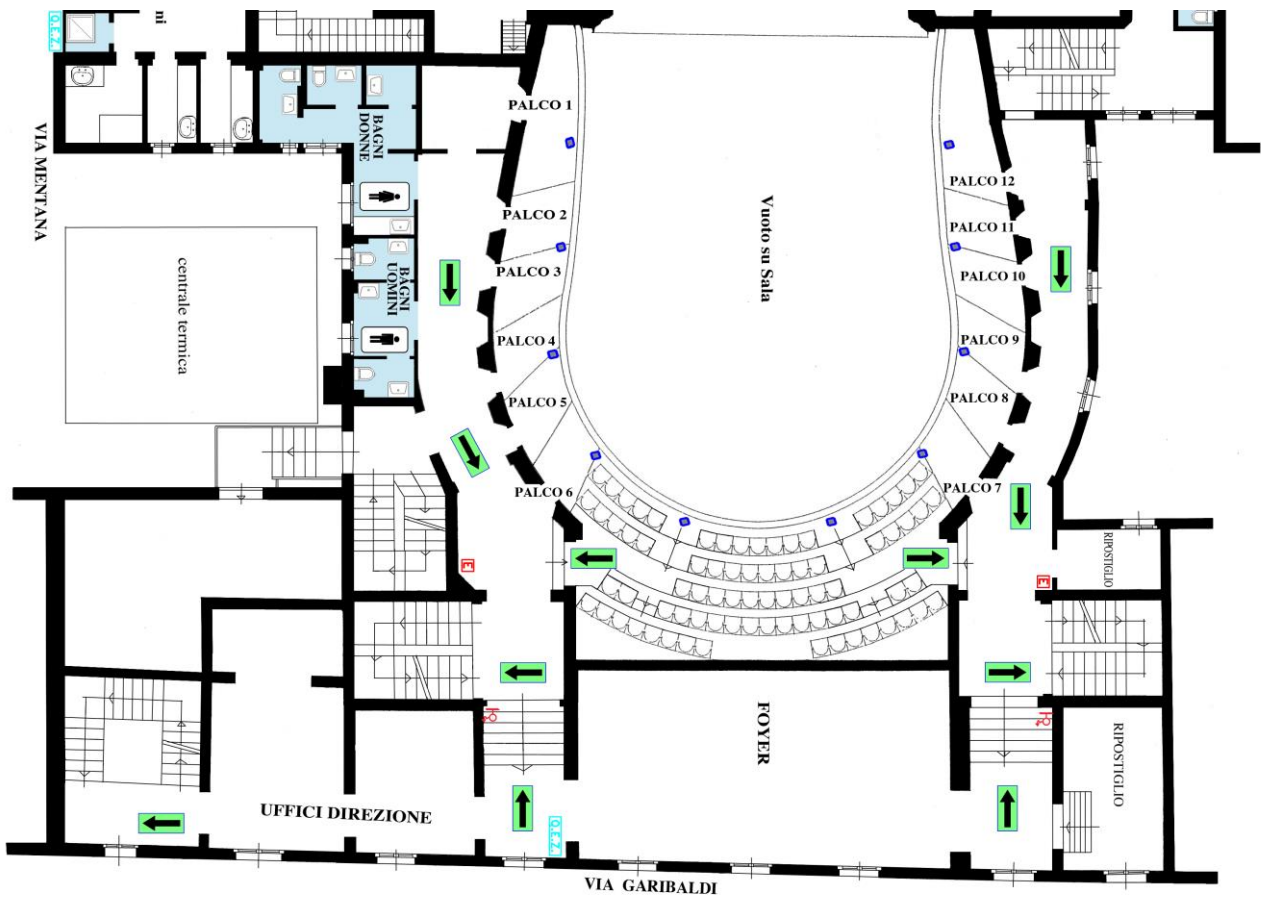 Q.E.Z.
ni
PALCO 1
BAGNI
DONNE
VIA MENTANA
PALCO 12
PALCO 2
PALCO 11
Vuoto su Sala
centrale termica
BAGNI
UOMINI
PALCO 3
PALCO 10
PALCO 4
PALCO 9
PALCO 5
PALCO 8
PALCO 6
PALCO 7
RIPOSTIGLIO
E
E
FOYER
RIPOSTIGLIO
UFFICI DIREZIONE
Q.E.Z.
VIA GARIBALDI